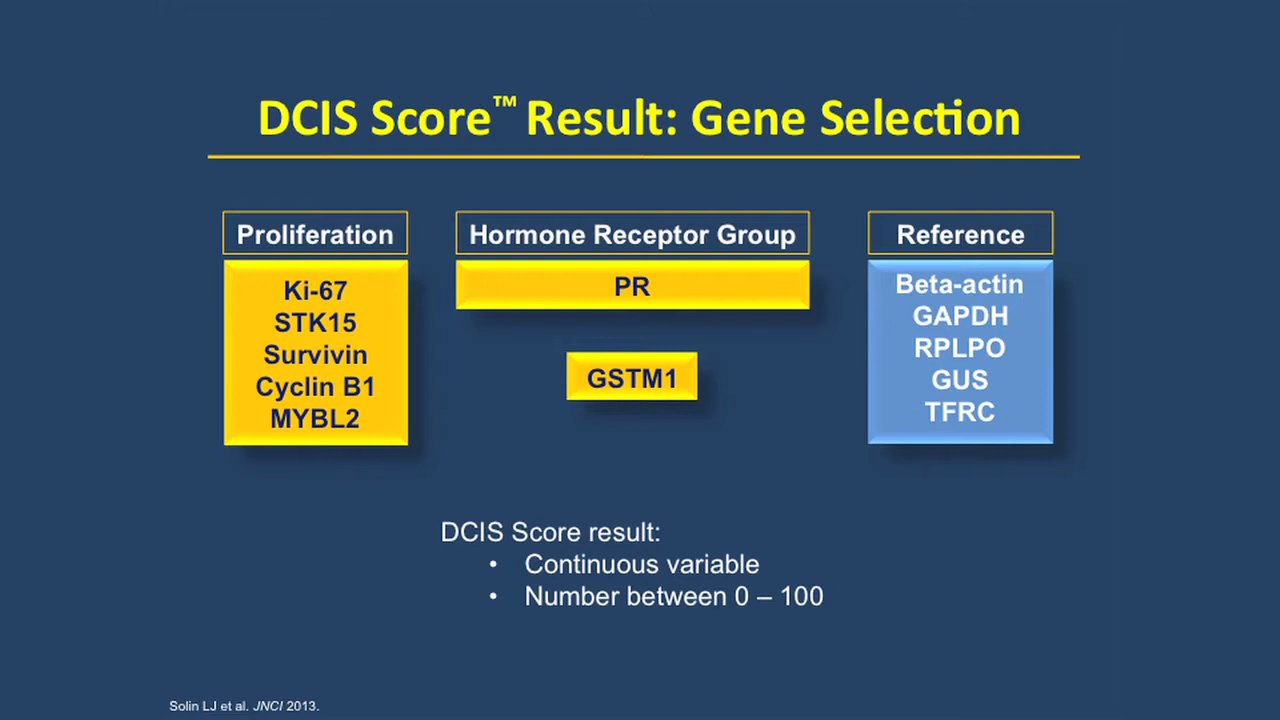 DCIS Score™ Result: Gene Selection
Proliferation
Ki-67
STK15
Survivin
Cyclin B1
MYBL2
Hormone Receptor Group
PR
GSTM1
Reference
Beta-actin
GAPDH
RPLPO
GUS
TFRC
DCIS Score result:
• Continuous variable
• Number between 0 – 100
Solin LJ et al. JNCI 2013.